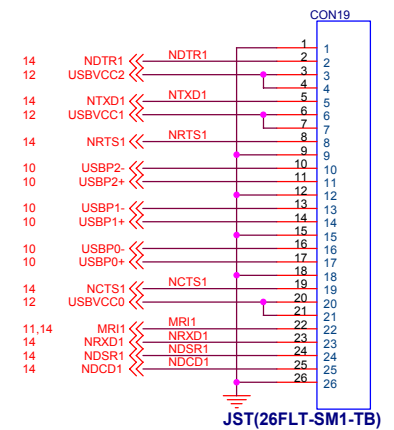 CON19
1 1
14 NDTR1 NDTR1 2 2
12 USBVCC2 3 3
4 4
14 NTXD1 NTXD1 5 5
12 USBVCC1 6 6
7 7
14 NRTS1 NRTS1 8 8
9 9
10 USBP2- 10 10
10 USBP2+ 11 11
12 12
10 USBP1- 13 13
10 USBP1+ 14 14
15 15
10 USBP0- 16 16
10 USBP0+ 17 17
18 18
14 NCTS1 NCTS1 19 19
12 USBVCC0 20 20
21 21
11,14 MRI1 MRI1 22 22
14 NRXD1 NRXD1 23 23
14 NDSR1 NDSR1 24 24
14 NDCD1 NDCD1 25 25
26 26
JST(26FLT-SM1-TB)